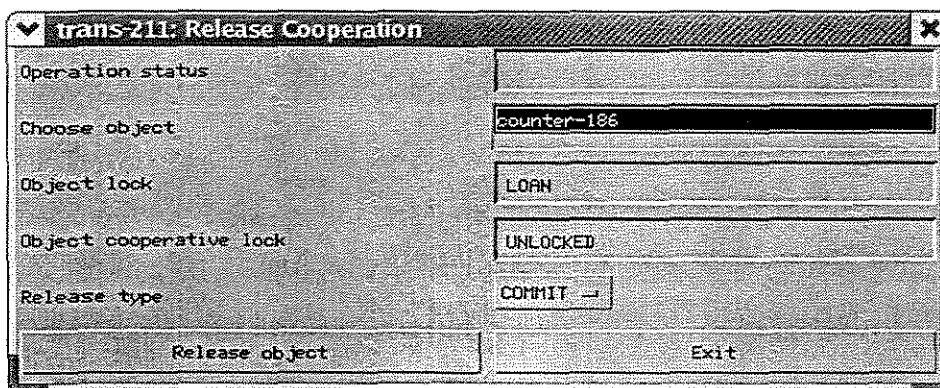 trans-211: Release Cooperation
Operation status
Choose object counter-186
Object lock LOAN
Object cooperative lock UNLOCKED
Release type COMMIT
Release object Exit